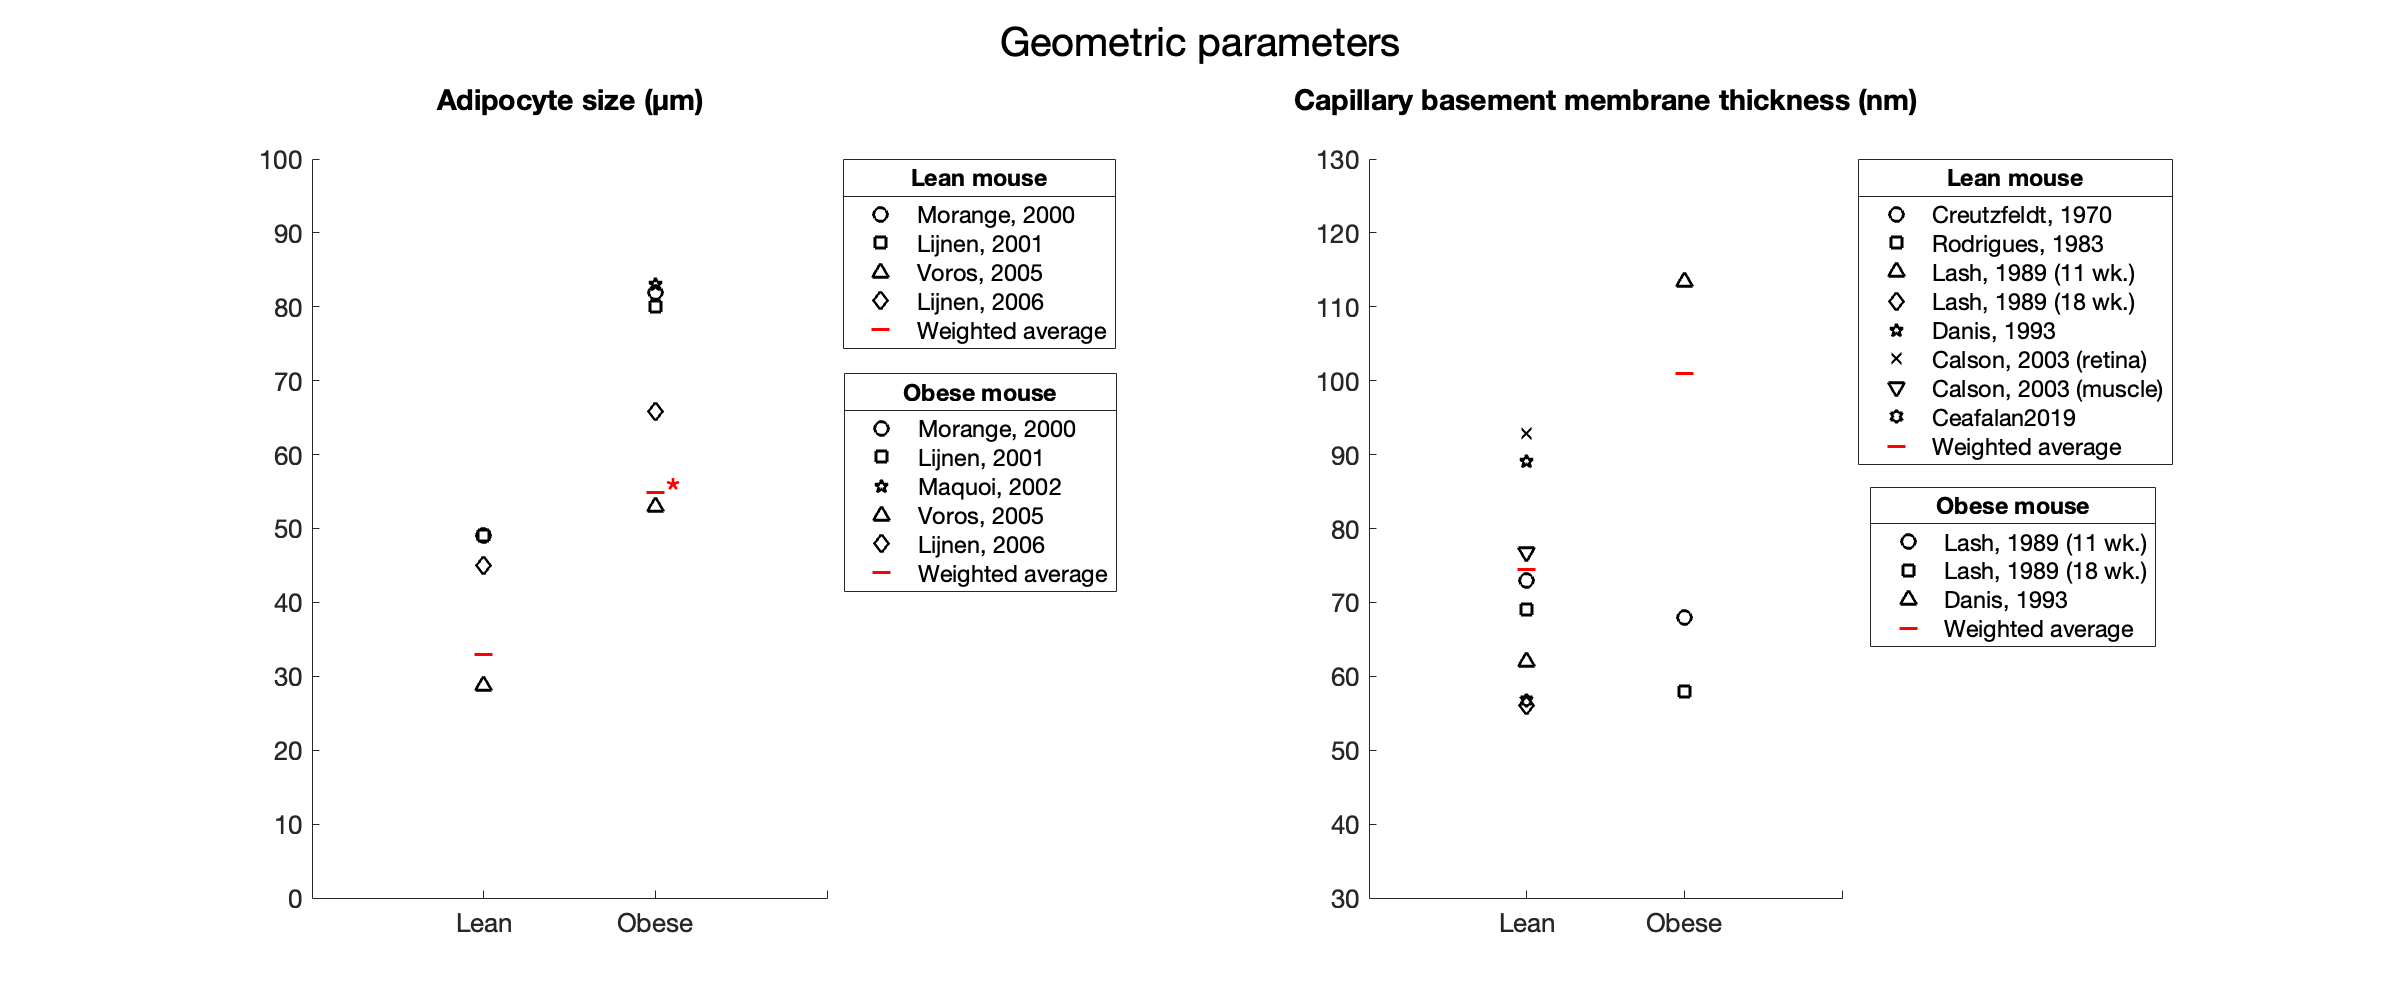 Geometric parameters
Adipocyte size (µm)
100
90
80
70
60
50
40
30
20
10
0
Lean
Obese
*
Lean mouse
Morange, 2000
Lijnen, 2001
Voros, 2005
Lijnen, 2006
Weighted average
Obese mouse
Morange, 2000
Lijnen, 2001
Maquoi, 2002
Voros, 2005
Lijnen, 2006
Weighted average
Capillary basement membrane thickness (nm)
130
120
110
100
90
80
70
60
50
40
30
Lean
Obese
Lean mouse
Creutzfeldt, 1970
Rodrigues, 1983
Lash, 1989 (11 wk.)
Lash, 1989 (18 wk.)
Danis, 1993
Calson, 2003 (retina)
Calson, 2003 (muscle)
Ceafalan2019
Weighted average
Obese mouse
Lash, 1989 (11 wk.)
Lash, 1989 (18 wk.)
Danis, 1993
Weighted average